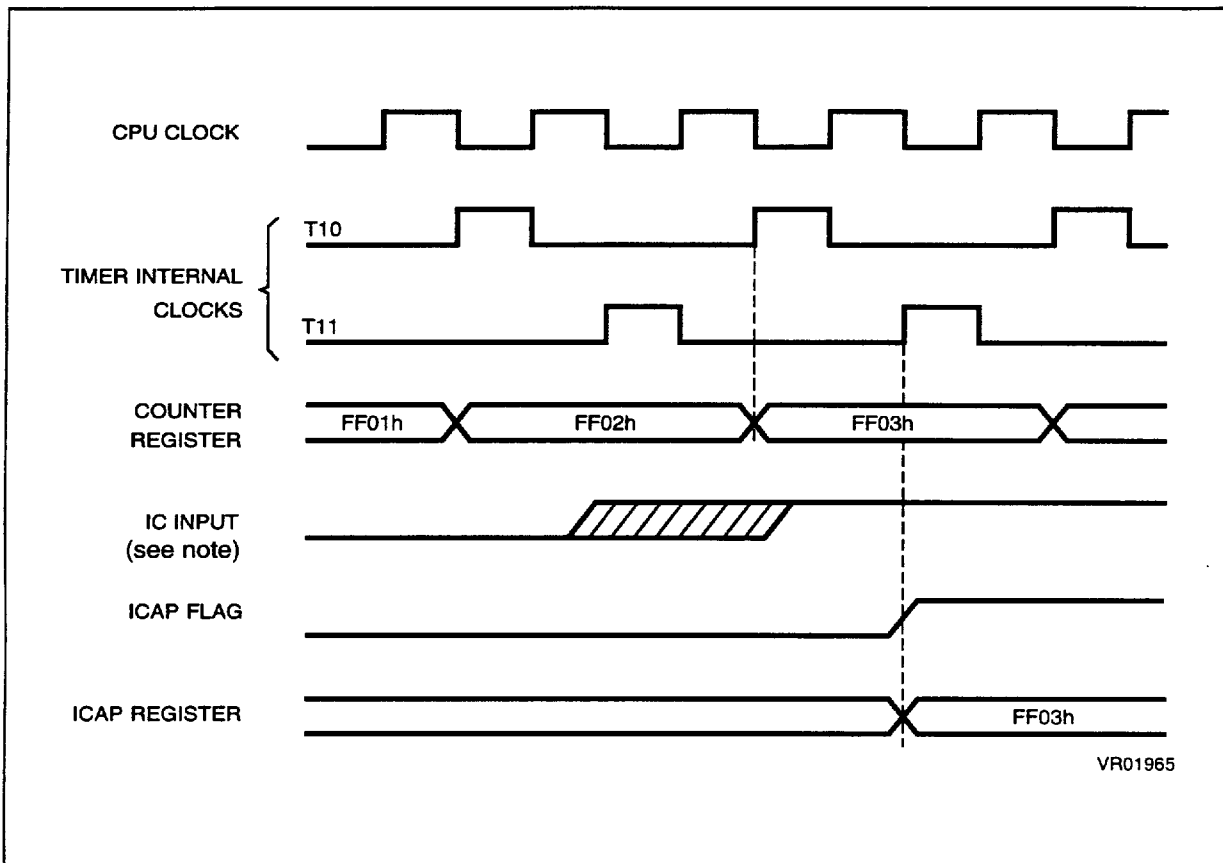 CPU CLOCK
T10
TIMER INTERNAL
CLOCKS
T11
COUNTER
REGISTER
FF01h
FF02h
FF03h
IC INPUT
(see note)
ICAP FLAG
ICAP REGISTER
FF03h
VR01965